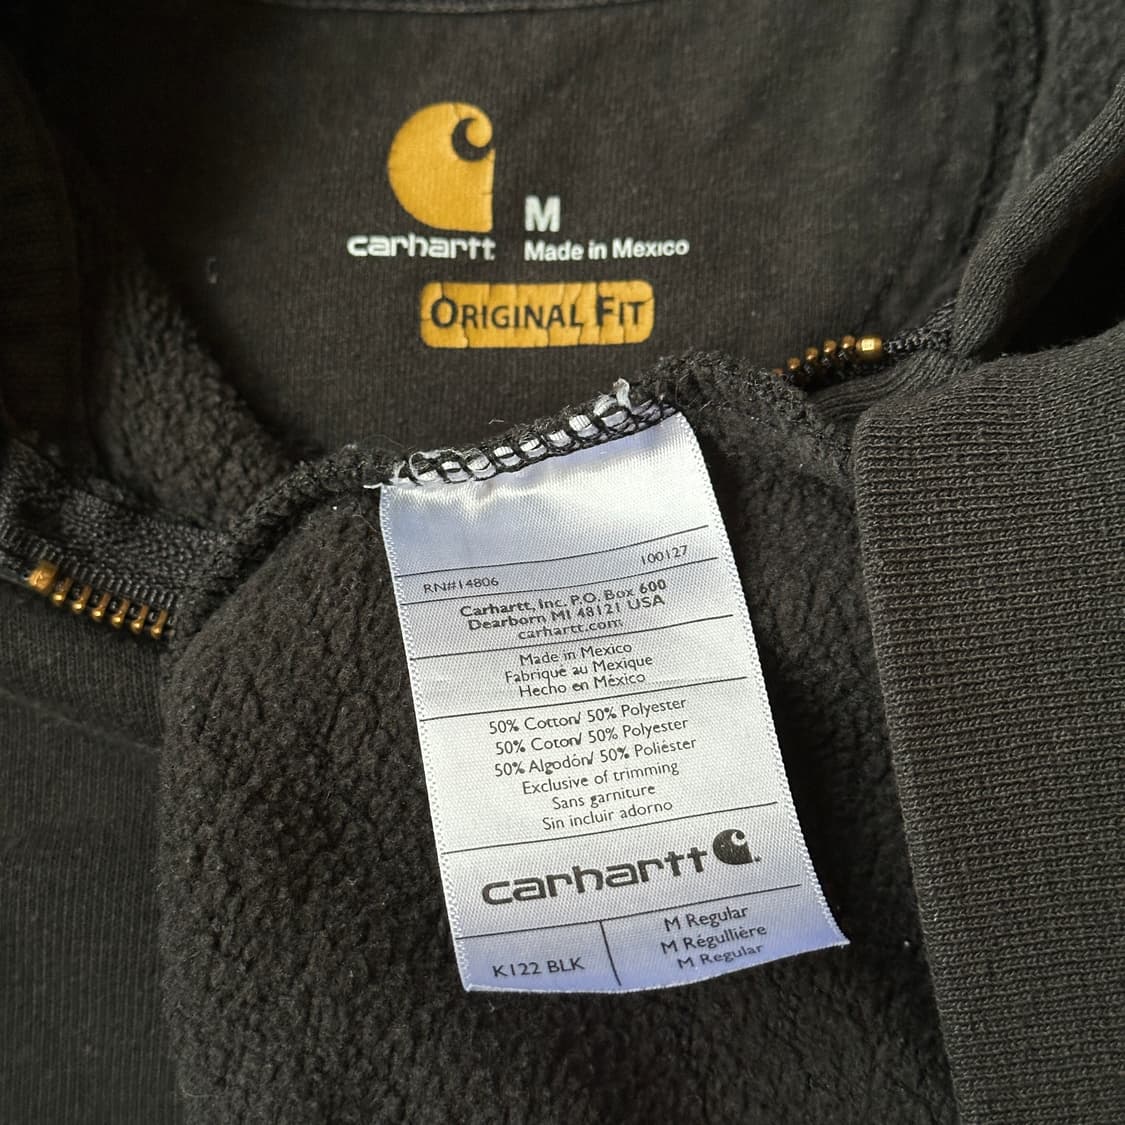 M
carhartt
Made in Mexico
ORIGINAL FIT
RN#14806
100127
Carhartt, Inc. P.O. Box 600
Dearborn MI 48121 USA
carhartt.com
Made in Mexico
Fabriqué au Mexique
Hecho en México
50% Cotton/ 50% Polyester
50% Coton/ 50% Polyester
50% Algodón/ 50% Poliéster
Exclusive of trimming
Sans garniture
Sin incluir adorno
carhartt
K122 BLK
M Regular
M Régullière
M Regular